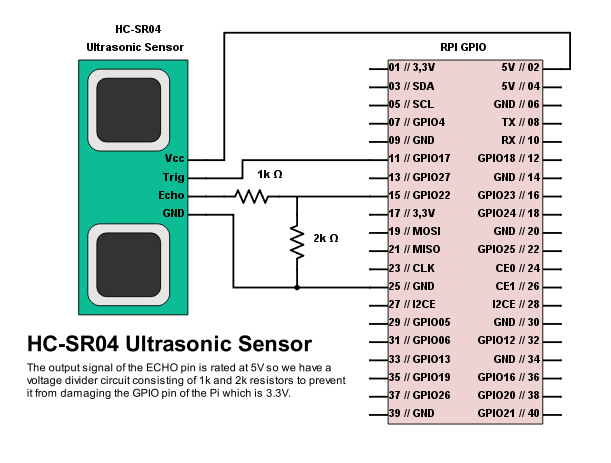 HC-SR04
Ultrasonic Sensor
RPI GPIO
01 // 3,3V 5V // 02
03 // SDA 5V // 04
05 // SCL GND // 06
07 // GPIO4 TX // 08
09 // GND RX // 10
Vcc 11 // GPIO17 GPIO18 // 12
Trig 1k Ω 13 // GPIO27 GND // 14
Echo 15 // GPIO22 GPIO23 // 16
GND 17 // 3,3V GPIO24 // 18
19 // MOSI GND // 20
2k Ω
21 // MISO GPIO25 // 22
23 // CLK CE0 // 24
25 // GND CE1 // 26
27 // I2CE I2CE // 28
29 // GPIO05 GND // 30
31 // GPIO06 GPIO12 // 32
33 // GPIO13 GND // 34
35 // GPIO19 GPIO16 // 36
37 // GPIO26 GPIO20 // 38
39 // GND GPIO21 // 40
HC-SR04 Ultrasonic Sensor
The output signal of the ECHO pin is rated at 5V so we have a
voltage divider circuit consisting of 1k and 2k resistors to prevent
it from damaging the GPIO pin of the Pi which is 3.3V.